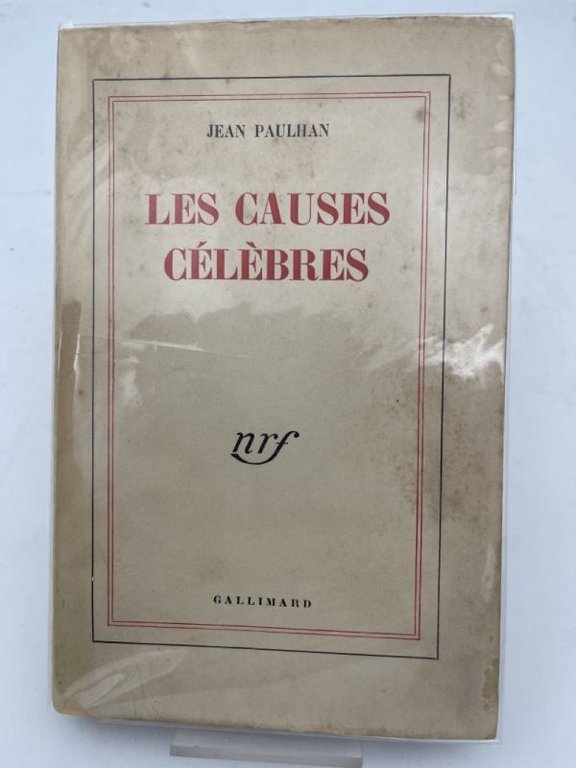 JEAN PAULHAN
LES CAUSES
CÉLÈBRES
nrf
GALLIMARD